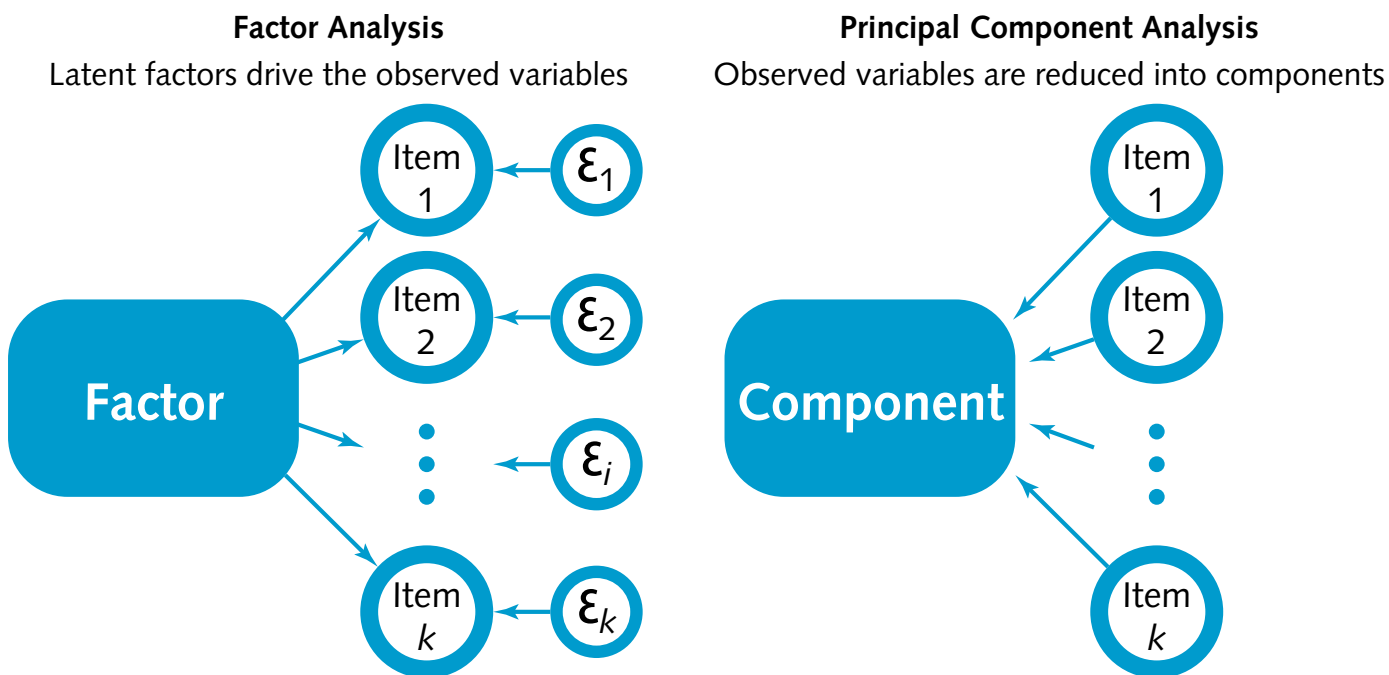 Factor Analysis
Latent factors drive the observed variables
Item
1
ε1
Item
2
ε2
Factor
εi
Item
k
εk
Principal Component Analysis
Observed variables are reduced into components
Item
1
Item
2
Component
Item
k